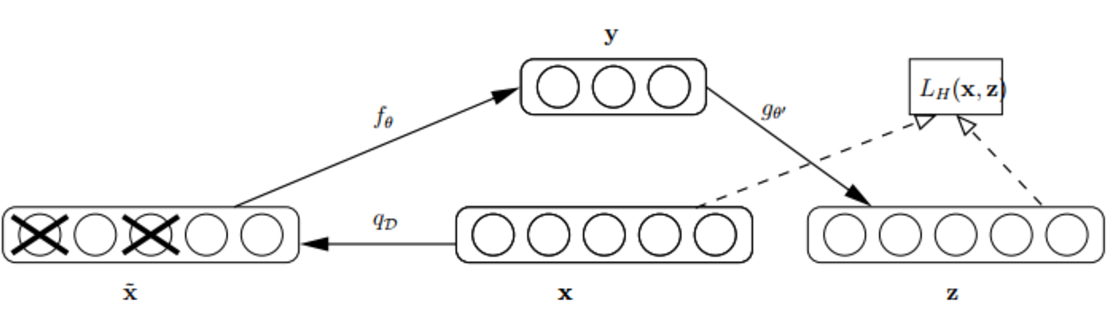 y
L_H(x, z)
f_θ
g_θ′
q_𝒟
x̃
x
z